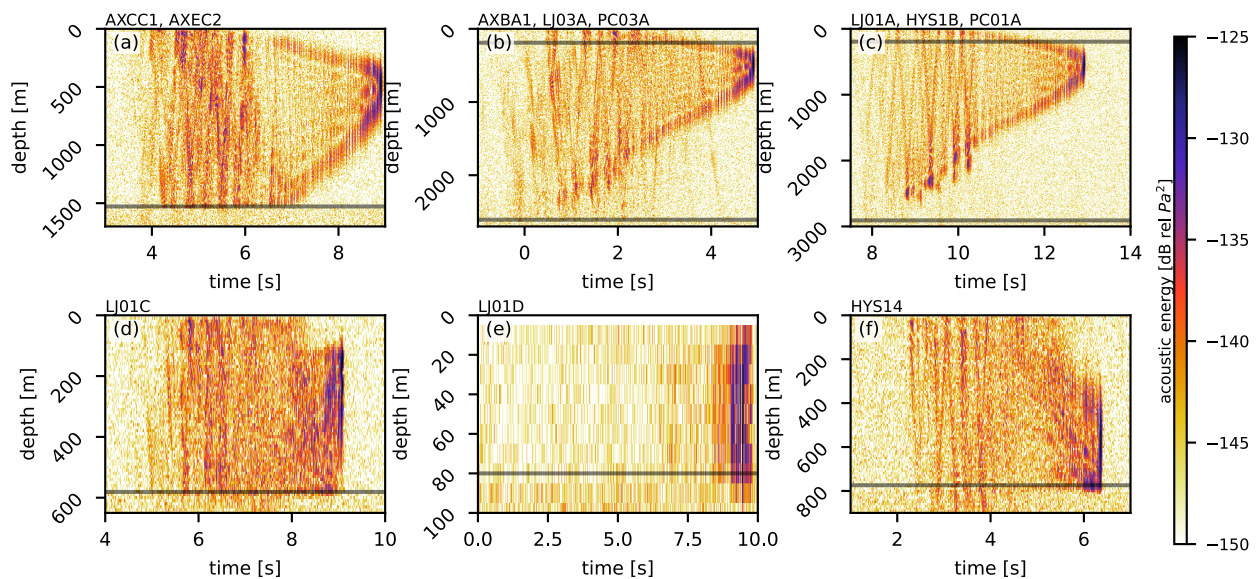 AXCC1, AXEC2
AXBA1, LJ03A, PC03A
LJ01A, HYS1B, PC01A
(a)
(b)
(c)
0
500
1000
1500
depth [m]
4
6
8
time [s]
0
1000
2000
depth [m]
0
2
4
time [s]
0
1000
2000
3000
depth [m]
8
10
12
14
time [s]
LJ01C
LJ01D
HYS14
(d)
(e)
(f)
0
200
400
600
depth [m]
4
6
8
10
time [s]
0
20
40
60
80
100
depth [m]
0.0
2.5
5.0
7.5
10.0
time [s]
0
200
400
600
800
depth [m]
2
4
6
time [s]
acoustic energy [dB rel Pa²]
−125
−130
−135
−140
−145
−150